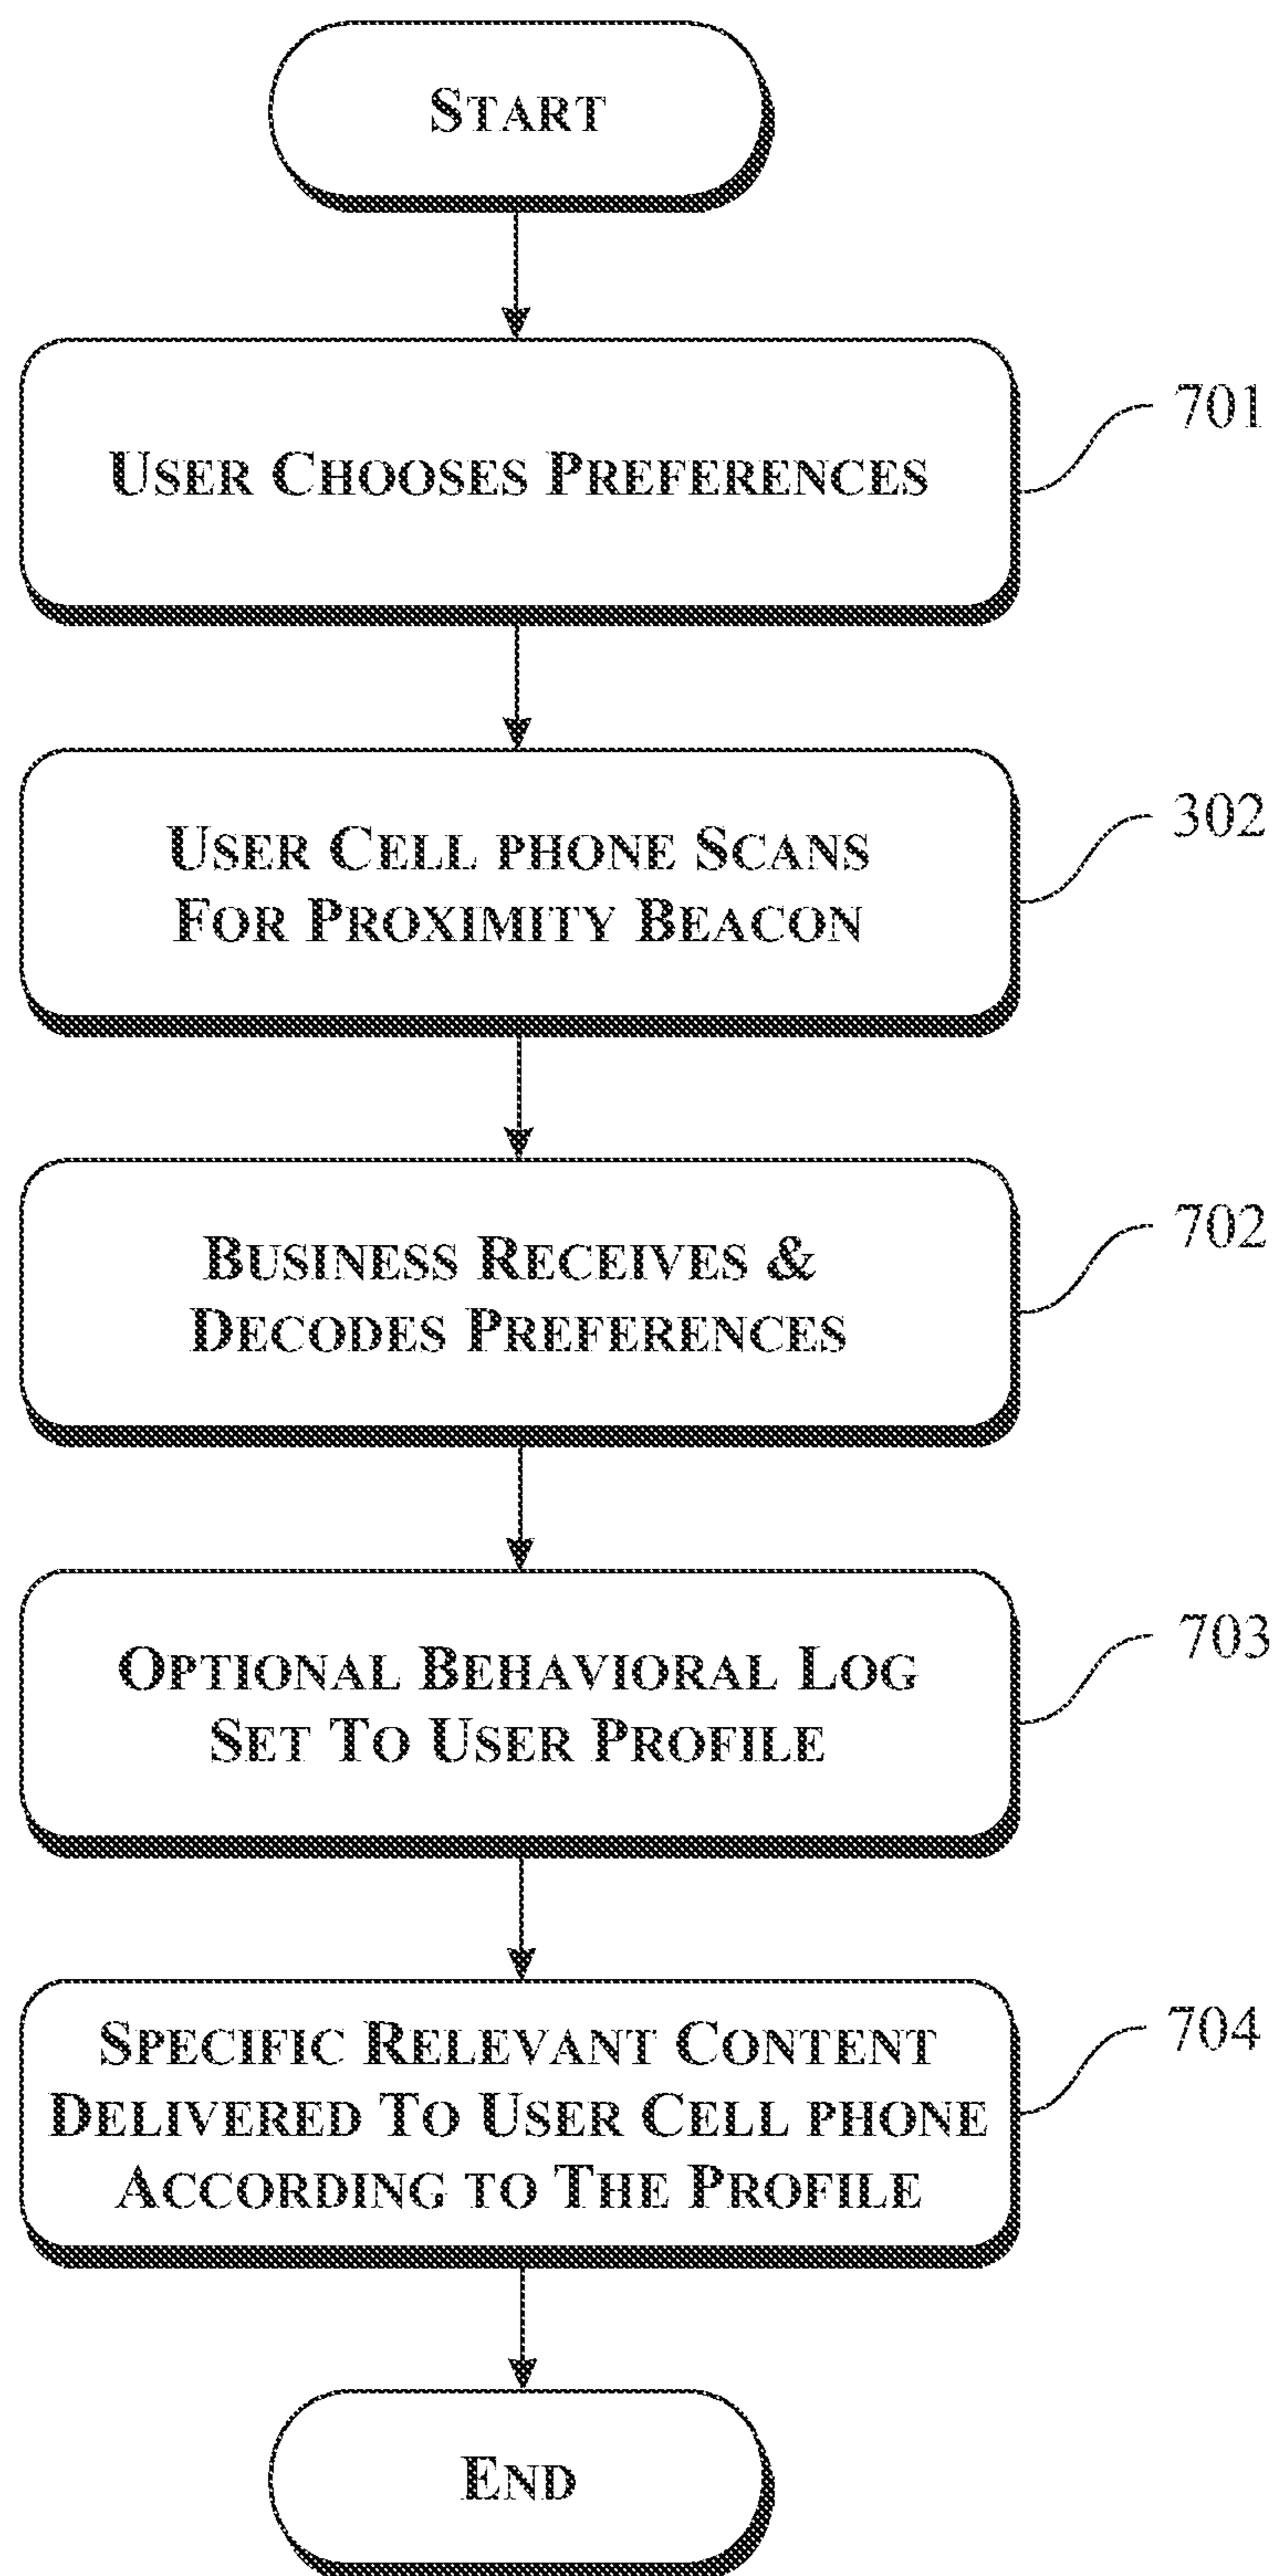 START
USER CHOOSES PREFERENCES
701
USER CELL PHONE SCANS
FOR PROXIMITY BEACON
302
BUSINESS RECEIVES &
DECODES PREFERENCES
702
OPTIONAL BEHAVIORAL LOG
SET TO USER PROFILE
703
SPECIFIC RELEVANT CONTENT
DELIVERED TO USER CELL PHONE
ACCORDING TO THE PROFILE
704
END